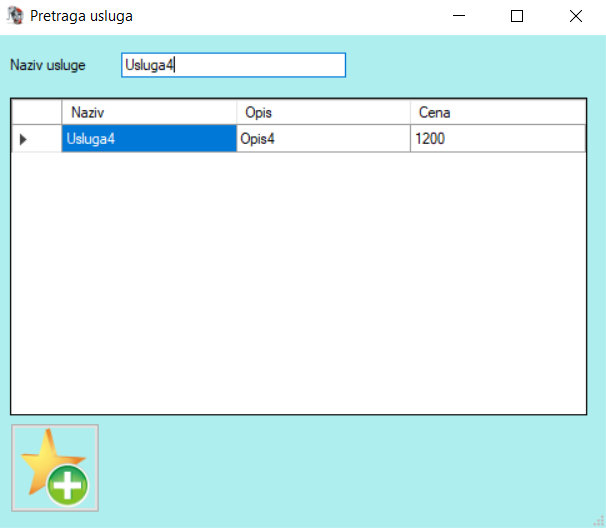 Pretraga usluga
Naziv usluge Usluga4
Naziv Opis Cena
Usluga4 Opis4 1200